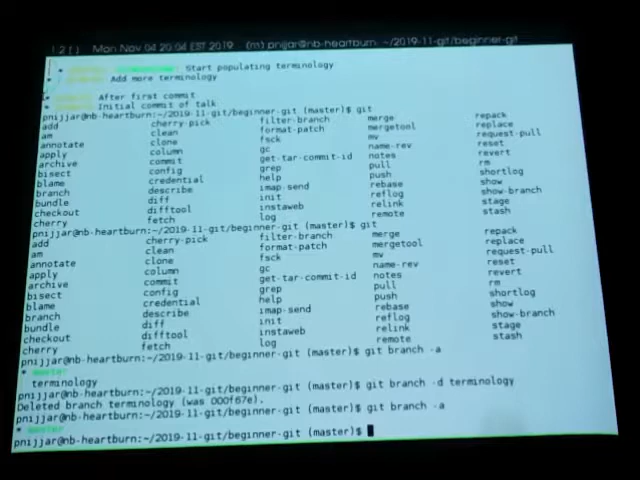 [ 2 [ ] Mon Nov 04 20:04 EST 2019 (m) pnijjar@nb-heartburn: ~/2019-11-git/beginner-git
* Start populating terminology
* Add more terminology
* After first commit
* Initial commit of talk
pnijjar@nb-heartburn:~/2019-11-git/beginner-git (master)$ git
add cherry-pick filter-branch merge repack
am clean format-patch mergetool replace
annotate clone fsck mv request-pull
apply column gc name-rev reset
archive commit get-tar-commit-id notes revert
bisect config grep pull rm
blame credential help push shortlog
branch describe imap-send rebase show
bundle diff init reflog show-branch
checkout difftool instaweb relink stage
cherry fetch log remote stash
pnijjar@nb-heartburn:~/2019-11-git/beginner-git (master)$ git
add cherry-pick filter-branch merge repack
am clean format-patch mergetool replace
annotate clone fsck mv request-pull
apply column gc name-rev reset
archive commit get-tar-commit-id notes revert
bisect config grep pull rm
blame credential help push shortlog
branch describe imap-send rebase show
bundle diff init reflog show-branch
checkout difftool instaweb relink stage
cherry fetch log remote stash
pnijjar@nb-heartburn:~/2019-11-git/beginner-git (master)$ git branch -a
* master
terminology
pnijjar@nb-heartburn:~/2019-11-git/beginner-git (master)$ git branch -d terminology
Deleted branch terminology (was 000f67e).
pnijjar@nb-heartburn:~/2019-11-git/beginner-git (master)$ git branch -a
* master
pnijjar@nb-heartburn:~/2019-11-git/beginner-git (master)$